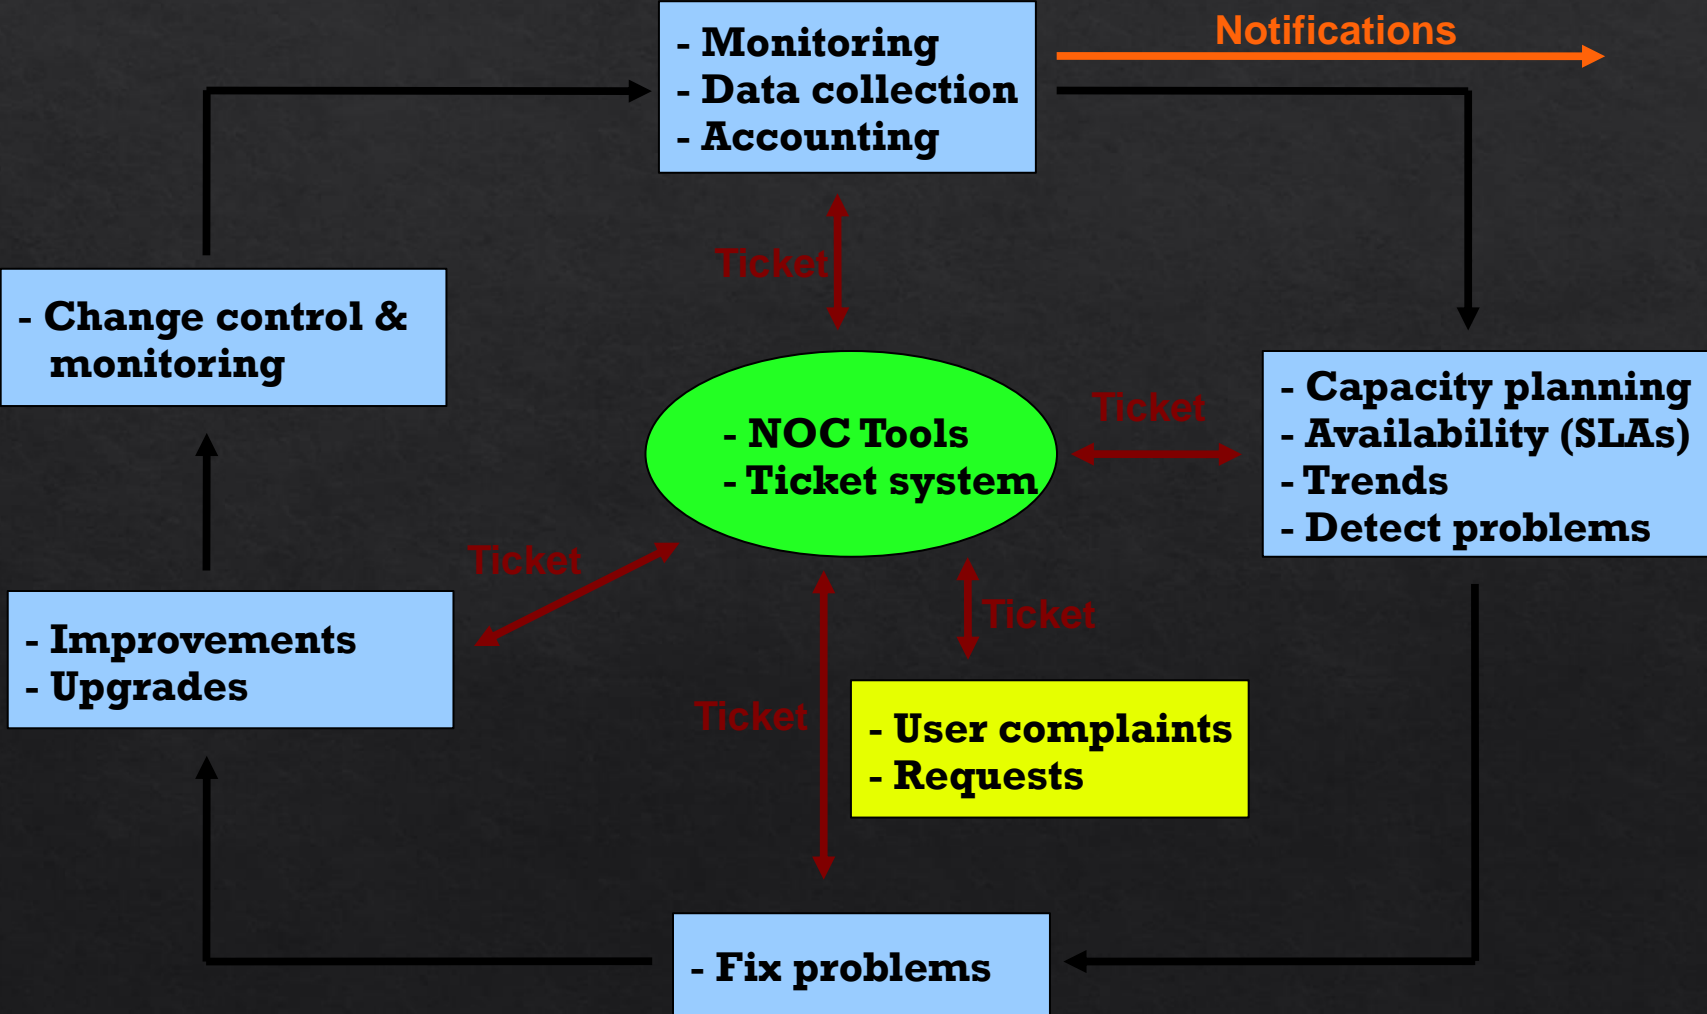 Notifications
- Monitoring
- Data collection
- Accounting
Ticket
- Change control &
monitoring
- NOC Tools
- Ticket system
Ticket
- Capacity planning
- Availability (SLAs)
- Trends
- Detect problems
Ticket
- Improvements
- Upgrades
Ticket
Ticket
- User complaints
- Requests
- Fix problems